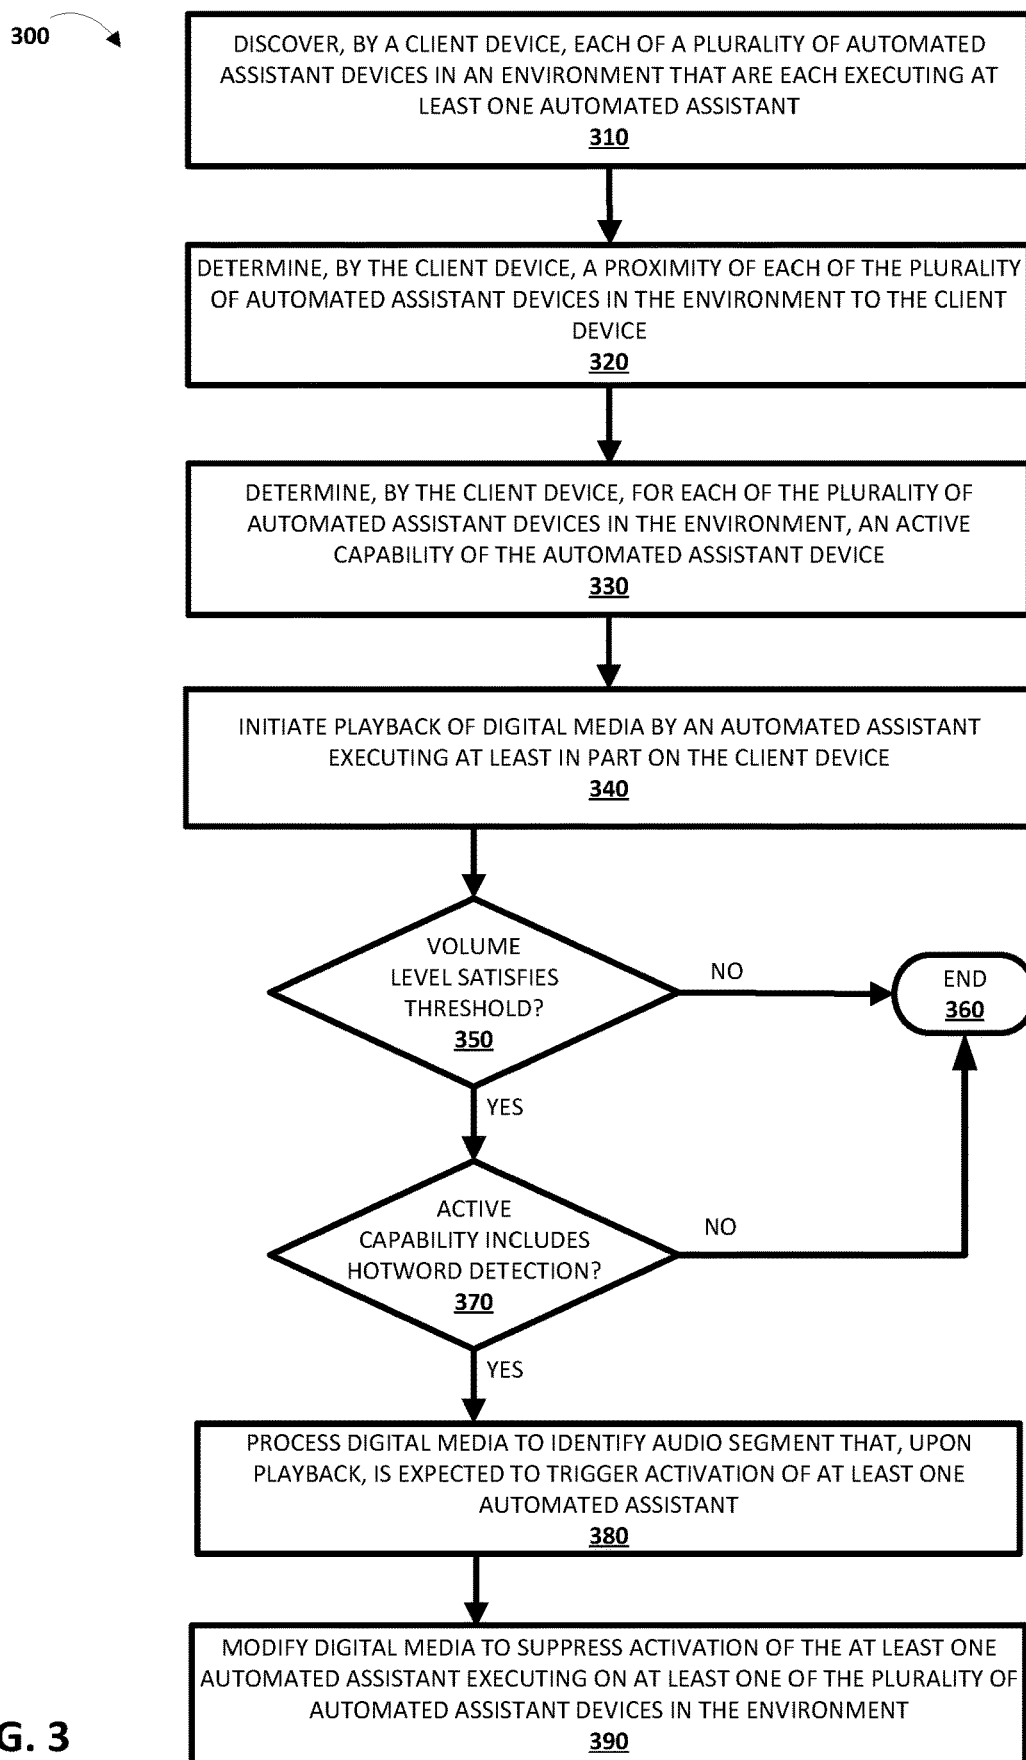 300
DISCOVER, BY A CLIENT DEVICE, EACH OF A PLURALITY OF AUTOMATED
ASSISTANT DEVICES IN AN ENVIRONMENT THAT ARE EACH EXECUTING AT
LEAST ONE AUTOMATED ASSISTANT
310
DETERMINE, BY THE CLIENT DEVICE, A PROXIMITY OF EACH OF THE PLURALITY
OF AUTOMATED ASSISTANT DEVICES IN THE ENVIRONMENT TO THE CLIENT
DEVICE
320
DETERMINE, BY THE CLIENT DEVICE, FOR EACH OF THE PLURALITY OF
AUTOMATED ASSISTANT DEVICES IN THE ENVIRONMENT, AN ACTIVE
CAPABILITY OF THE AUTOMATED ASSISTANT DEVICE
330
INITIATE PLAYBACK OF DIGITAL MEDIA BY AN AUTOMATED ASSISTANT
EXECUTING AT LEAST IN PART ON THE CLIENT DEVICE
340
VOLUME
LEVEL SATISFIES
THRESHOLD?
350
NO
END
360
YES
ACTIVE
CAPABILITY INCLUDES
HOTWORD DETECTION?
370
NO
YES
PROCESS DIGITAL MEDIA TO IDENTIFY AUDIO SEGMENT THAT, UPON
PLAYBACK, IS EXPECTED TO TRIGGER ACTIVATION OF AT LEAST ONE
AUTOMATED ASSISTANT
380
MODIFY DIGITAL MEDIA TO SUPPRESS ACTIVATION OF THE AT LEAST ONE
AUTOMATED ASSISTANT EXECUTING ON AT LEAST ONE OF THE PLURALITY OF
AUTOMATED ASSISTANT DEVICES IN THE ENVIRONMENT
390
G. 3